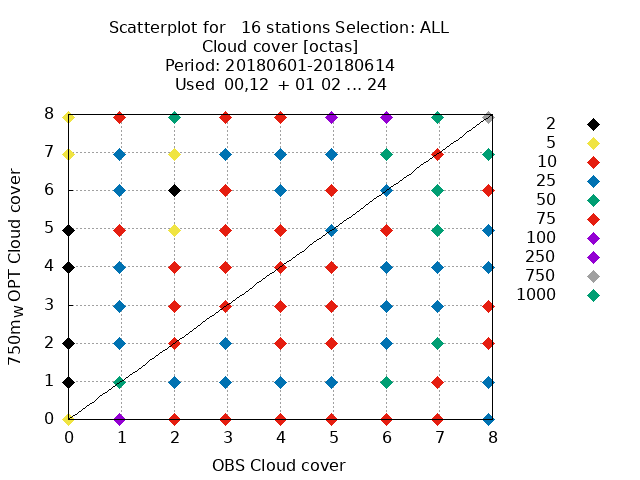 Scatterplot for   16 stations Selection: ALL
Cloud cover [octas]
Period: 20180601-20180614
Used  00,12  + 01 02 ... 24
8
7
6
5
4
3
2
1
0
0 1 2 3 4 5 6 7 8
750mW OPT Cloud cover
OBS Cloud cover
2
5
10
25
50
75
100
250
750
1000